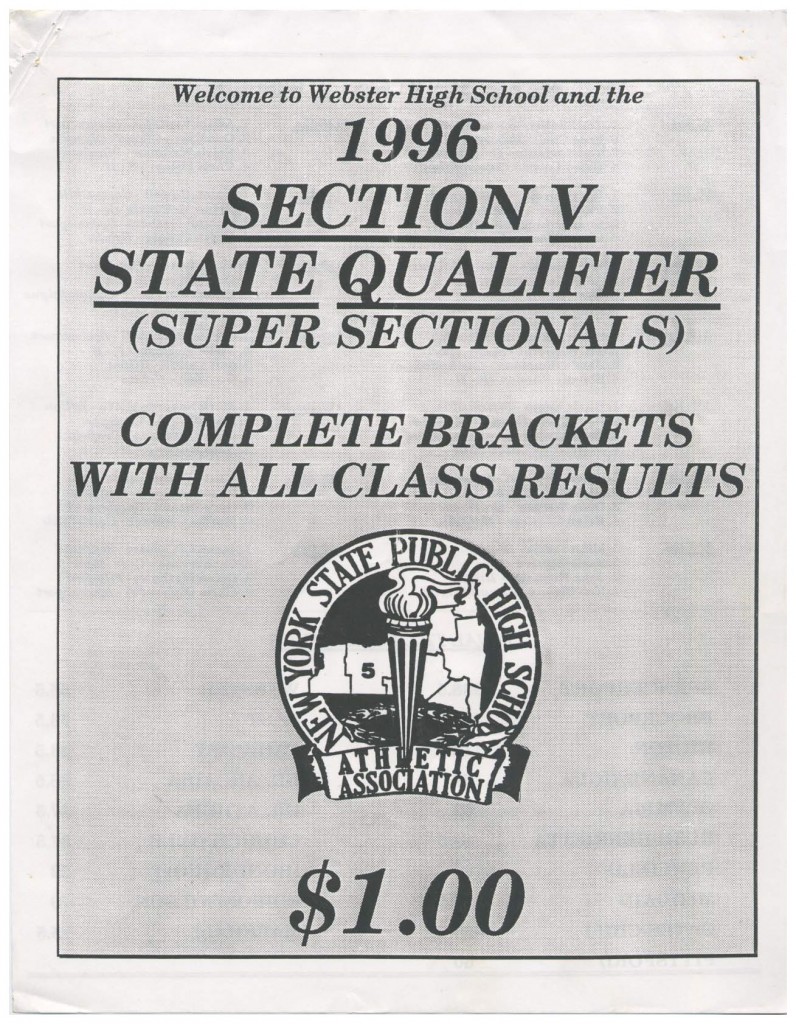 Welcome to Webster High School and the
1996
SECTION V
STATE QUALIFIER
(SUPER SECTIONALS)
COMPLETE BRACKETS
WITH ALL CLASS RESULTS
NEW YORK STATE PUBLIC HIGH SCHOOL
5
ATHLETIC
ASSOCIATION
$1.00